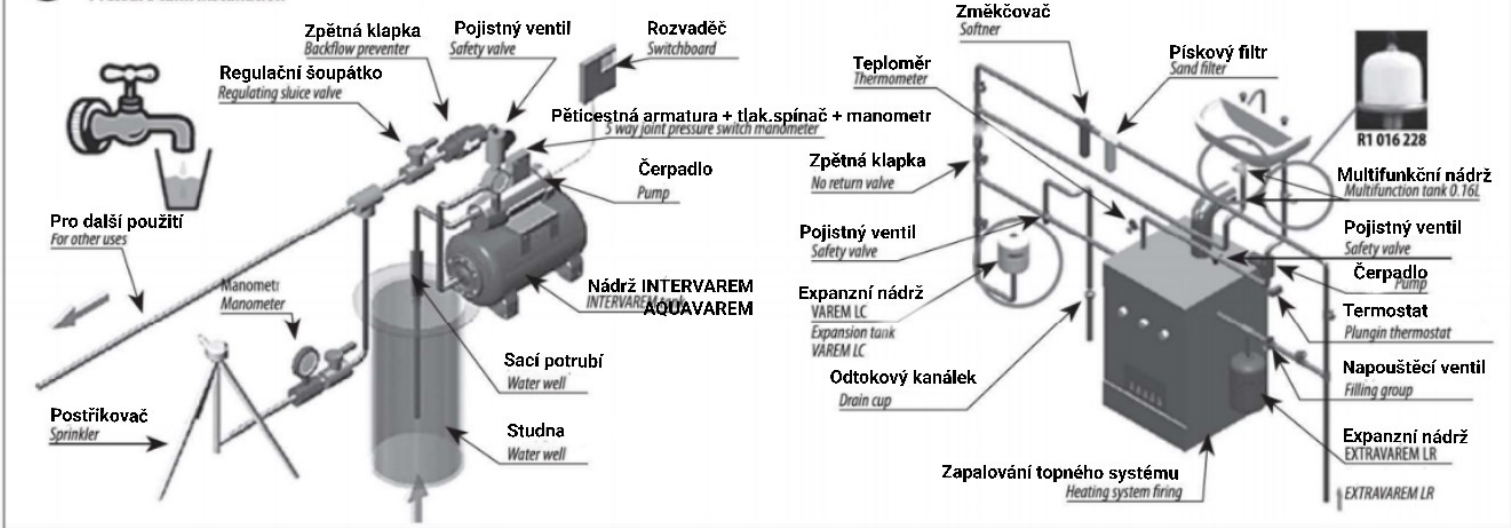 Pressure tank installation
Zpětná klapka
Backflow preventer
Pojistný ventil
Safety valve
Rozvaděč
Switchboard
Regulační šoupátko
Regulating sluice valve
Pěticestná armatura + tlak.spínač + manometr
5 way joint pressure switch manometer
Čerpadlo
Pump
Pro další použití
For other uses
Manometr
Manometer
Nádrž INTERVAREM
INTERVAREM tank
AQUAVAREM
Sací potrubí
Water well
Postřikovač
Sprinkler
Studna
Water well
Změkčovač
Softner
Teploměr
Thermometer
Pískový filtr
Sand filter
R1 016 228
Zpětná klapka
No return valve
Multifunkční nádrž
Multifunction tank 0.16L
Pojistný ventil
Safety valve
Pojistný ventil
Safety valve
Čerpadlo
Pump
Expanzní nádrž
VAREM LC
Expansion tank
VAREM LC
Termostat
Plungin thermostat
Odtokový kanálek
Drain cup
Napouštěcí ventil
Filling group
Expanzní nádrž
EXTRAVAREM LR
Zapalování topného systému
Heating system firing
EXTRAVAREM LR